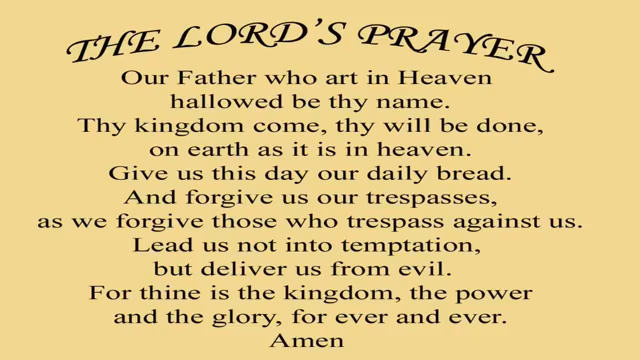 THE LORD'S PRAYER
Our Father who art in Heaven
hallowed be thy name.
Thy kingdom come, thy will be done,
on earth as it is in heaven.
Give us this day our daily bread.
And forgive us our trespasses,
as we forgive those who trespass against us.
Lead us not into temptation,
but deliver us from evil.
For thine is the kingdom, the power
and the glory, for ever and ever.
Amen